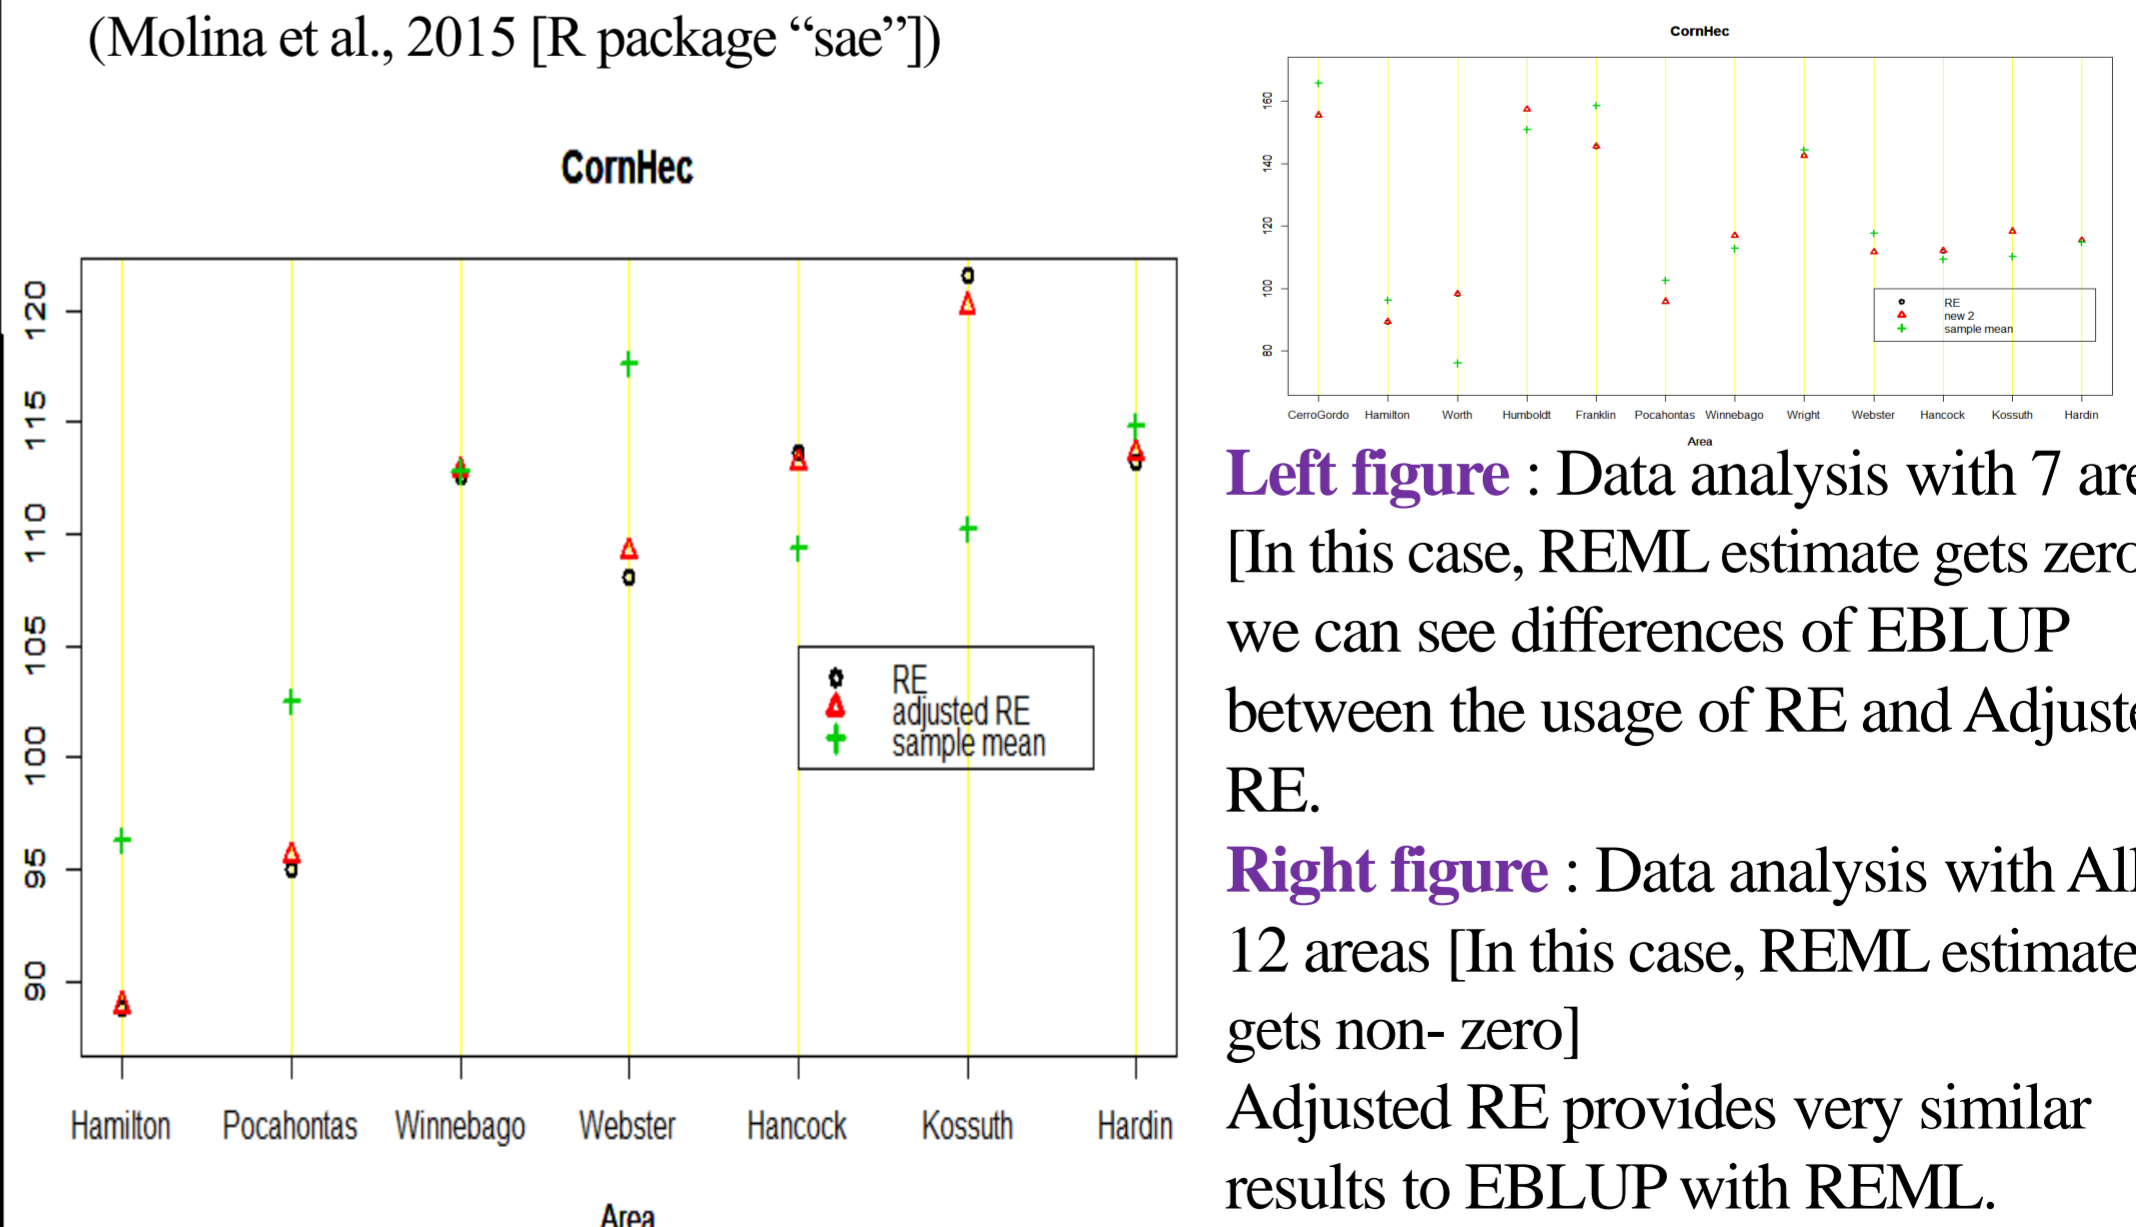 (Molina et al., 2015 [R package “sae”])
CornHec
120
115
110
105
100
95
90
RE
adjusted RE
sample mean
Hamilton Pocahontas Winnebago Webster Hancock Kossuth Hardin
Area
CornHec
160
140
120
100
80
RE
new 2
sample mean
CerroGordo Hamilton Worth Humboldt Franklin Pocahontas Winnebago Wright Webster Hancock Kossuth Hardin
Area
Left figure : Data analysis with 7 are
[In this case, REML estimate gets zero
we can see differences of EBLUP
between the usage of RE and Adjuste
RE.
Right figure : Data analysis with All
12 areas [In this case, REML estimate
gets non- zero]
Adjusted RE provides very similar
results to EBLUP with REML.